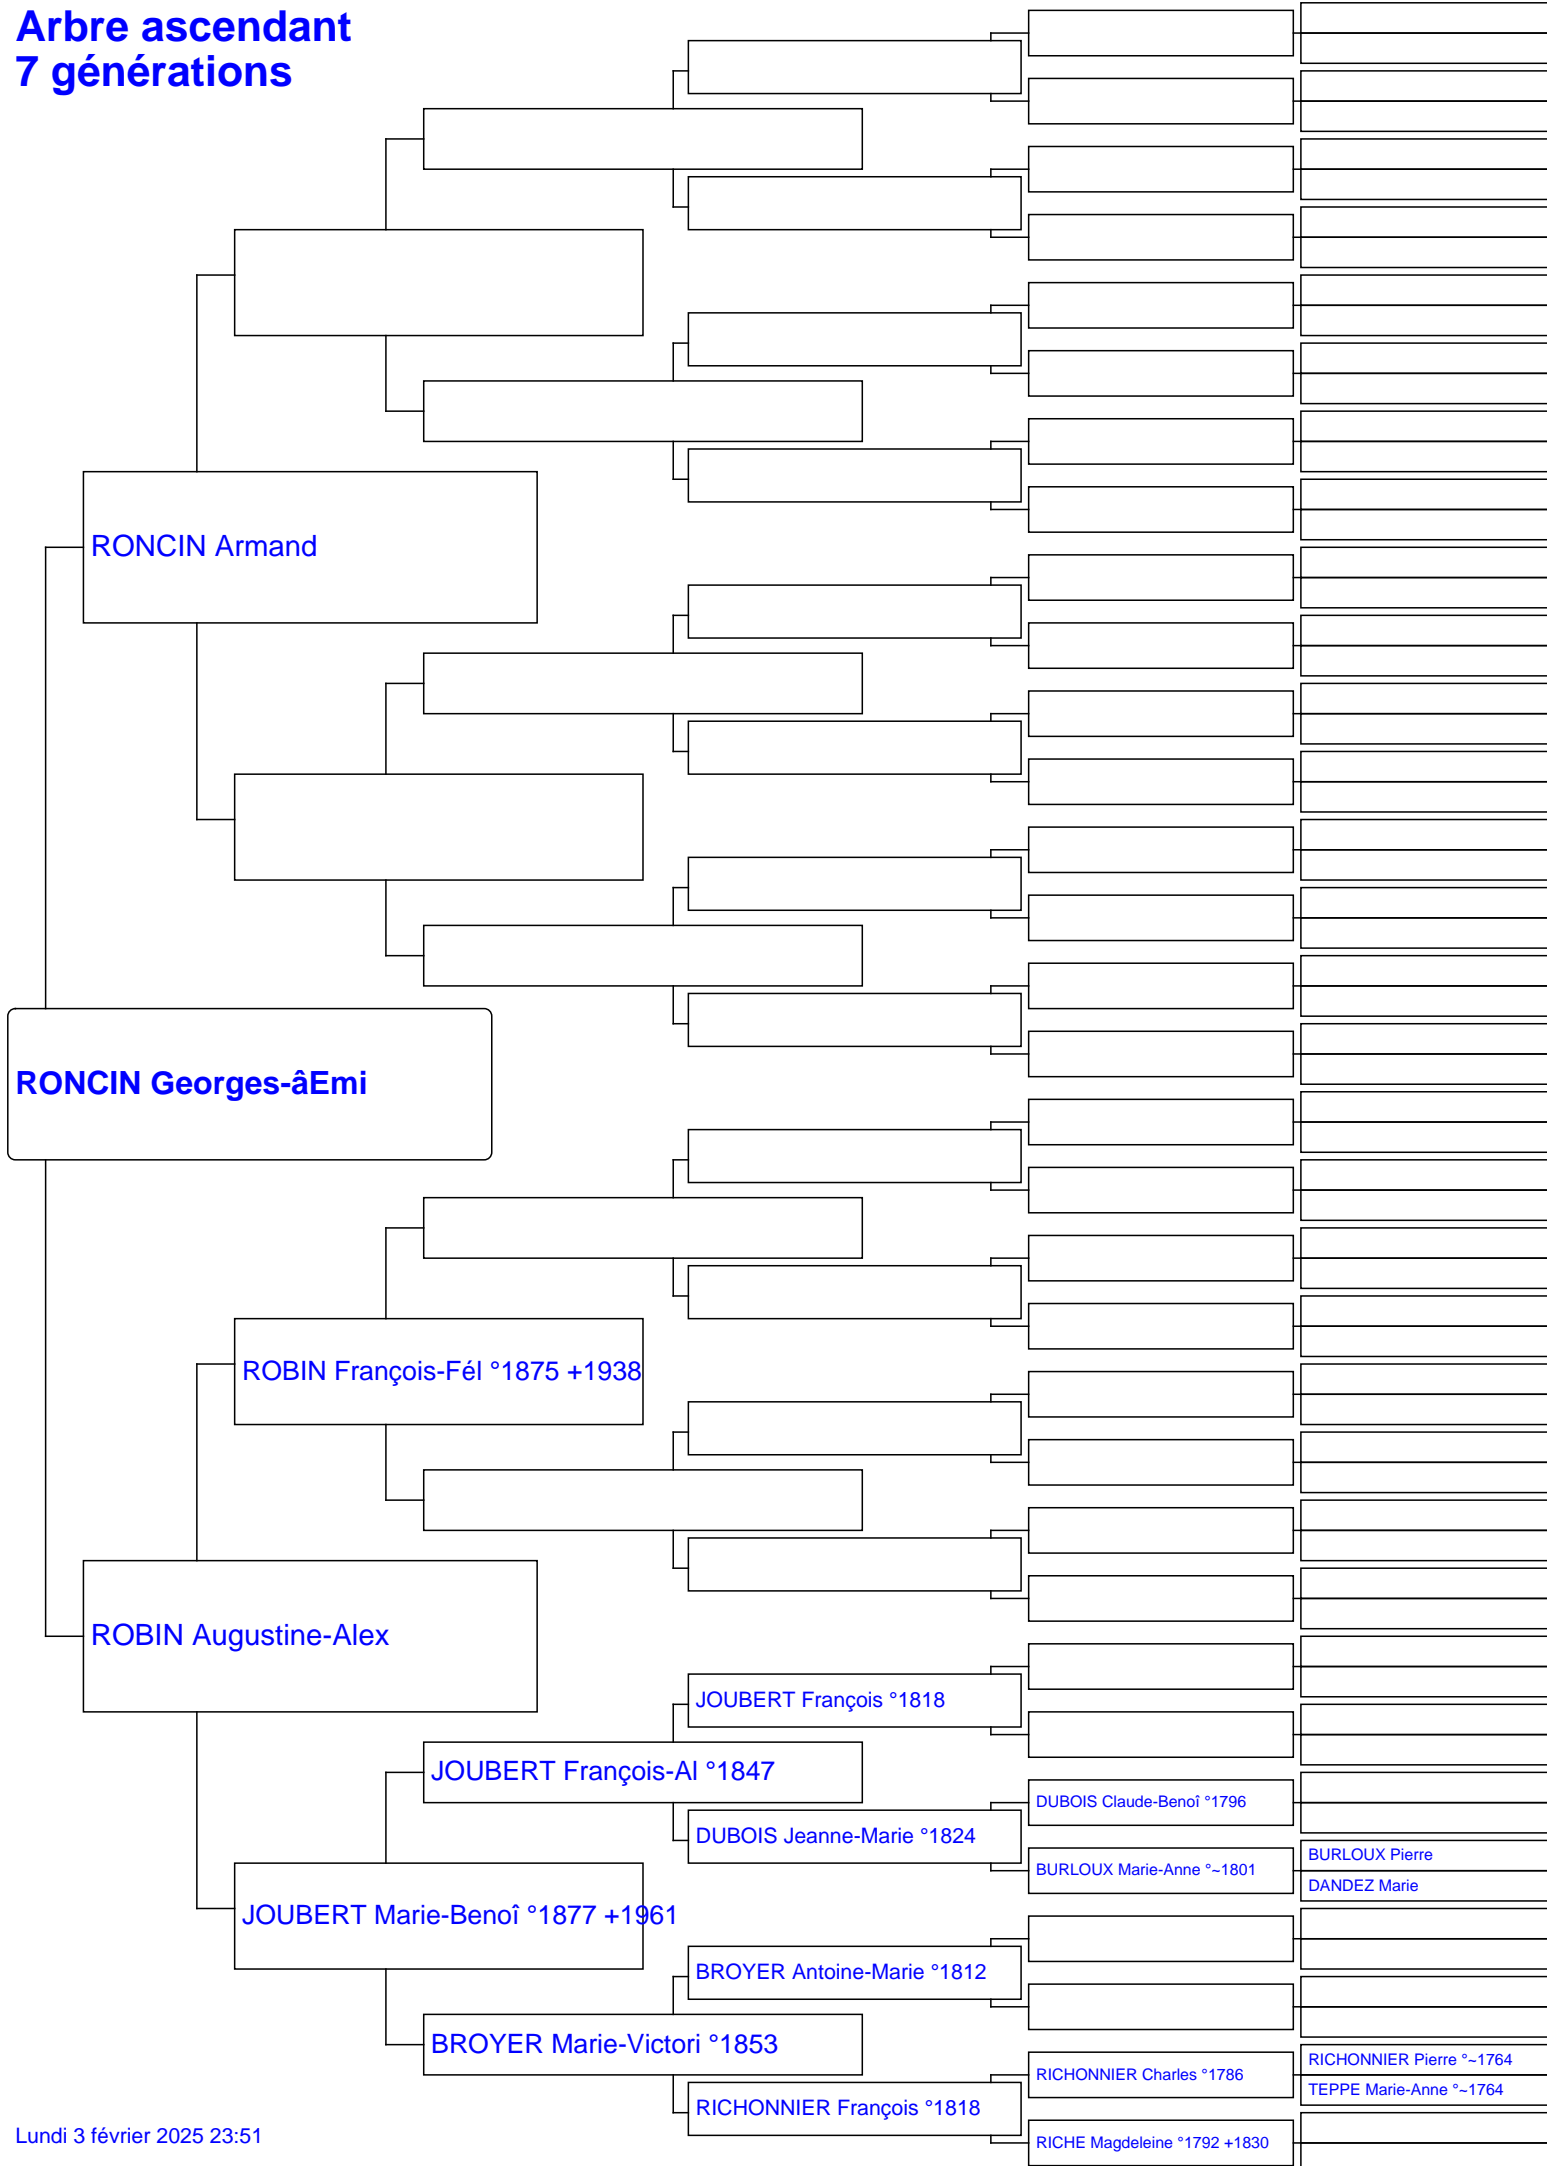 Arbre ascendant
7 générations
RONCIN Armand
RONCIN Georges-âEmi
ROBIN François-Fél °1875 +1938
ROBIN Augustine-Alex
JOUBERT François °1818
JOUBERT François-Al °1847
DUBOIS Claude-Benoî °1796
DUBOIS Jeanne-Marie °1824
BURLOUX Pierre
BURLOUX Marie-Anne °~1801
DANDEZ Marie
JOUBERT Marie-Benoî °1877 +1961
BROYER Antoine-Marie °1812
BROYER Marie-Victori °1853
RICHONNIER Pierre °~1764
RICHONNIER Charles °1786
TEPPE Marie-Anne °~1764
RICHONNIER François °1818
RICHE Magdeleine °1792 +1830
Lundi 3 février 2025 23:51